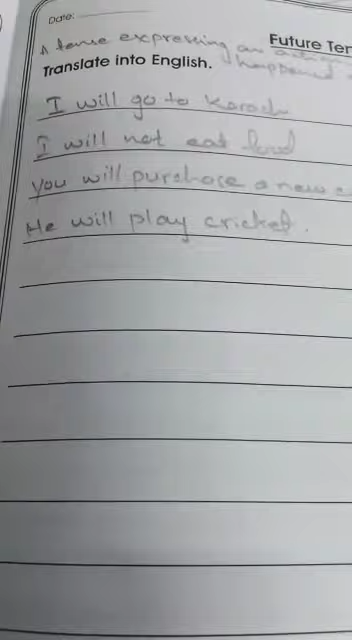 Date:
A tense expressing an
Future Ten
Translate into English. happened
I will go to Karachi
I will not eat food
You will purchase a new
He will play cricket.